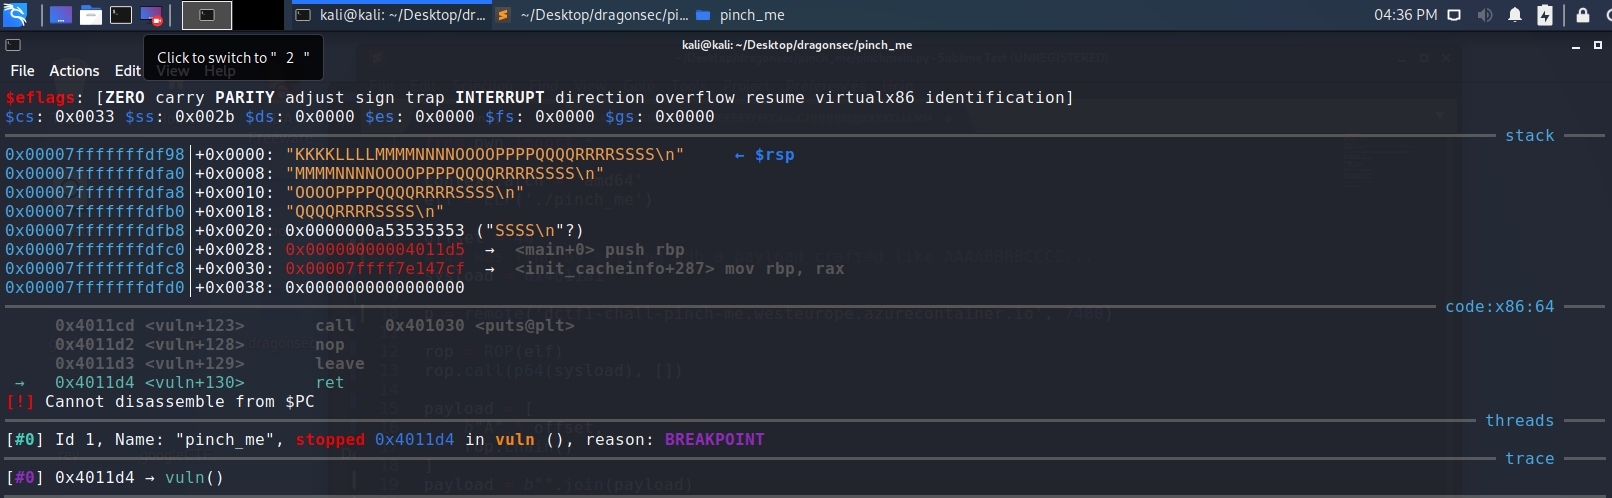 kali@kali: ~/Desktop/dr... ~/Desktop/dragonsec/pi... pinch_me 04:36 PM
kali@kali: ~/Desktop/dragonsec/pinch_me
Click to switch to " 2 "
File Actions Edit View Help
$eflags: [ZERO carry PARITY adjust sign trap INTERRUPT direction overflow resume virtualx86 identification]
$cs: 0x0033 $ss: 0x002b $ds: 0x0000 $es: 0x0000 $fs: 0x0000 $gs: 0x0000
stack
0x00007fffffffdf98│+0x0000: "KKKKLLLLMMMMNNNNOOOOPPPPQQQQRRRRSSSS\n" ← $rsp
0x00007fffffffdfa0│+0x0008: "MMMMNNNNOOOOPPPPQQQQRRRRSSSS\n"
0x00007fffffffdfa8│+0x0010: "OOOOPPPPQQQQRRRRSSSS\n"
0x00007fffffffdfb0│+0x0018: "QQQQRRRRSSSS\n"
0x00007fffffffdfb8│+0x0020: 0x0000000a53535353 ("SSSS\n"?)
0x00007fffffffdfc0│+0x0028: 0x00000000004011d5 → <main+0> push rbp
0x00007fffffffdfc8│+0x0030: 0x00007ffff7e147cf → <init_cacheinfo+287> mov rbp, rax
0x00007fffffffdfd0│+0x0038: 0x0000000000000000
code:x86:64
0x4011cd <vuln+123> call 0x401030 <puts@plt>
0x4011d2 <vuln+128> nop
0x4011d3 <vuln+129> leave
→ 0x4011d4 <vuln+130> ret
[!] Cannot disassemble from $PC
threads
[#0] Id 1, Name: "pinch_me", stopped 0x4011d4 in vuln (), reason: BREAKPOINT
trace
[#0] 0x4011d4 → vuln()